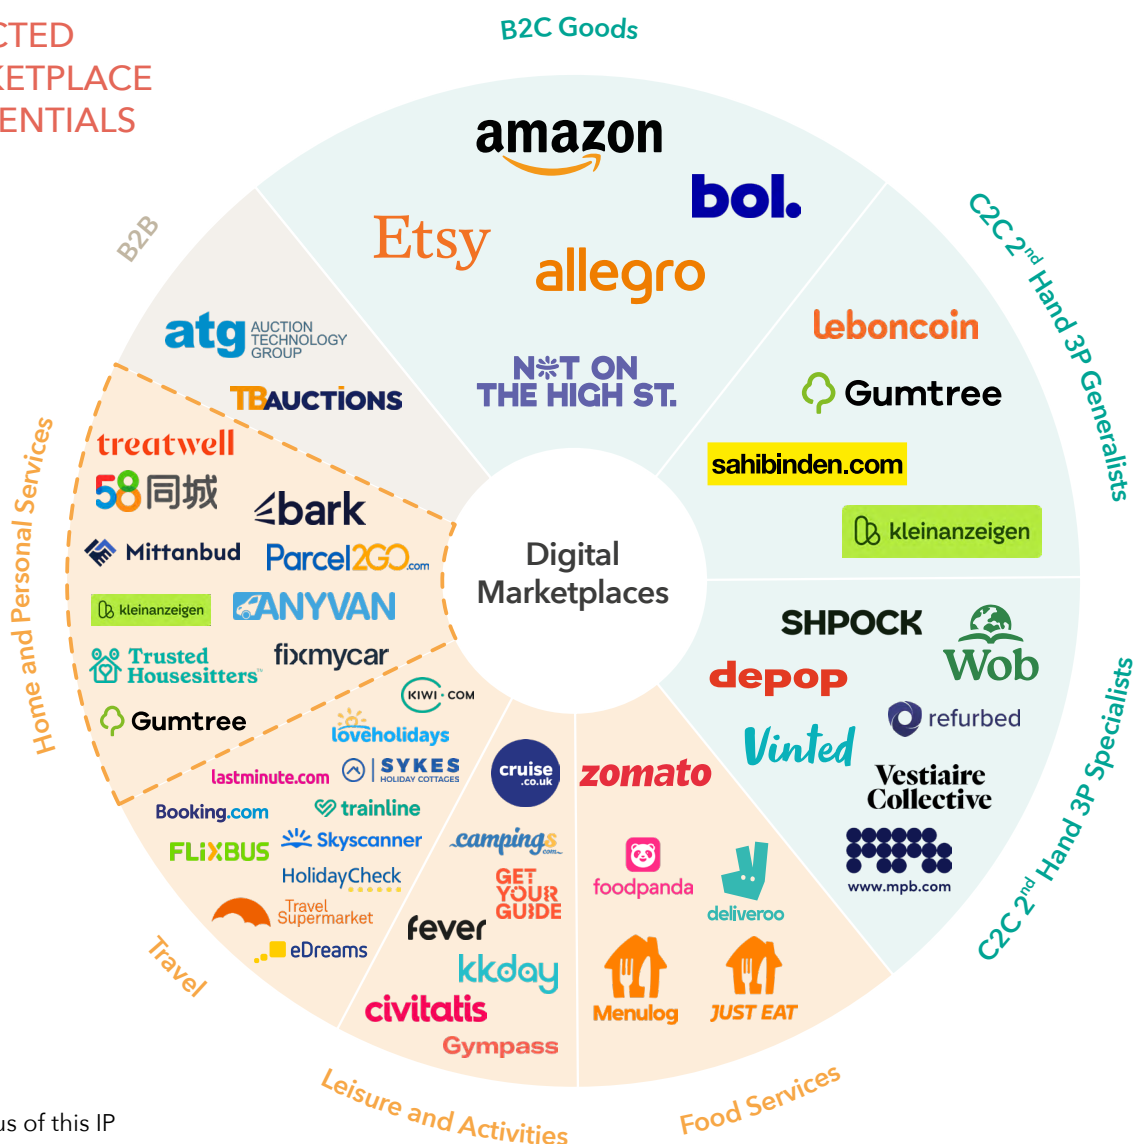 CTED
KETPLACE
ENTIALS
B2C Goods
amazon
bol.
Etsy
allegro
NOT ON
THE HIGH ST.
C2C 2nd Hand 3P Generalists
leboncoin
Gumtree
sahibinden.com
kleinanzeigen
B2B
atg AUCTION
TECHNOLOGY
GROUP
TBAUCTIONS
Home and Personal Services
treatwell
58同城
bark
Mittanbud
Parcel2GO.com
kleinanzeigen
ANYVAN
Trusted
Housesitters™
fixmycar
Gumtree
Digital
Marketplaces
C2C 2nd Hand 3P Specialists
SHPOCK
Wob
depop
refurbed
Vinted
Vestiaire
Collective
mpb
www.mpb.com
Travel
KIWI.COM
loveholidays
lastminute.com
SYKES
HOLIDAY COTTAGES
Booking.com
trainline
FLiXBUS
Skyscanner
HolidayCheck
Travel
Supermarket
eDreams
Leisure and Activities
cruise
.co.uk
campings.com
GET
YOUR
GUIDE
fever
kkday
civitatis
Gympass
Food Services
zomato
foodpanda
deliveroo
Menulog
JUST EAT
us of this IP